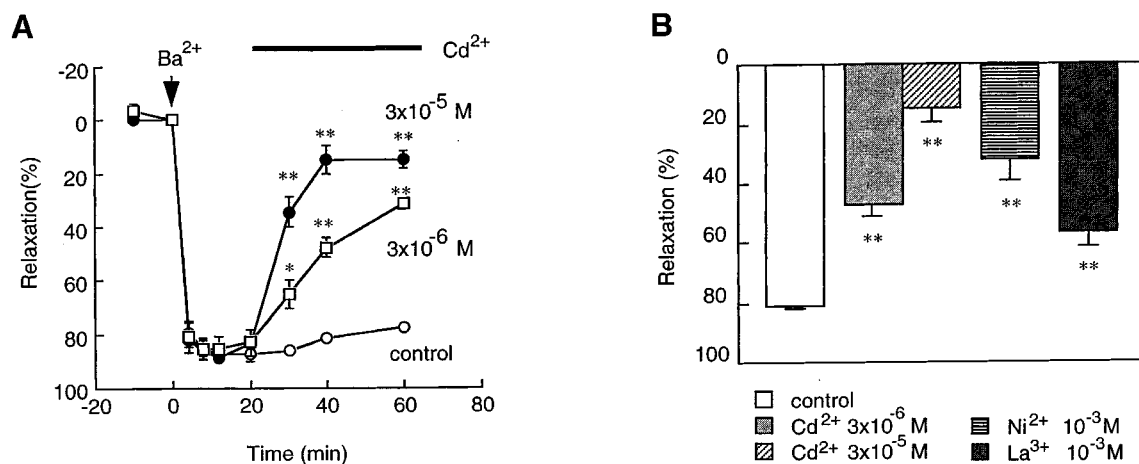 A
Ba2+
Cd2+
-20
0
20
40
60
80
100
Relaxation(%)
3x10-5 M
**
**
**
**
**
*
3x10-6 M
control
-20 0 20 40 60 80
Time (min)
B
0
20
40
60
80
100
Relaxation (%)
**
**
**
**
control
Cd2+ 3x10-6 M
Cd2+ 3x10-5 M
Ni2+ 10-3M
La3+ 10-3M